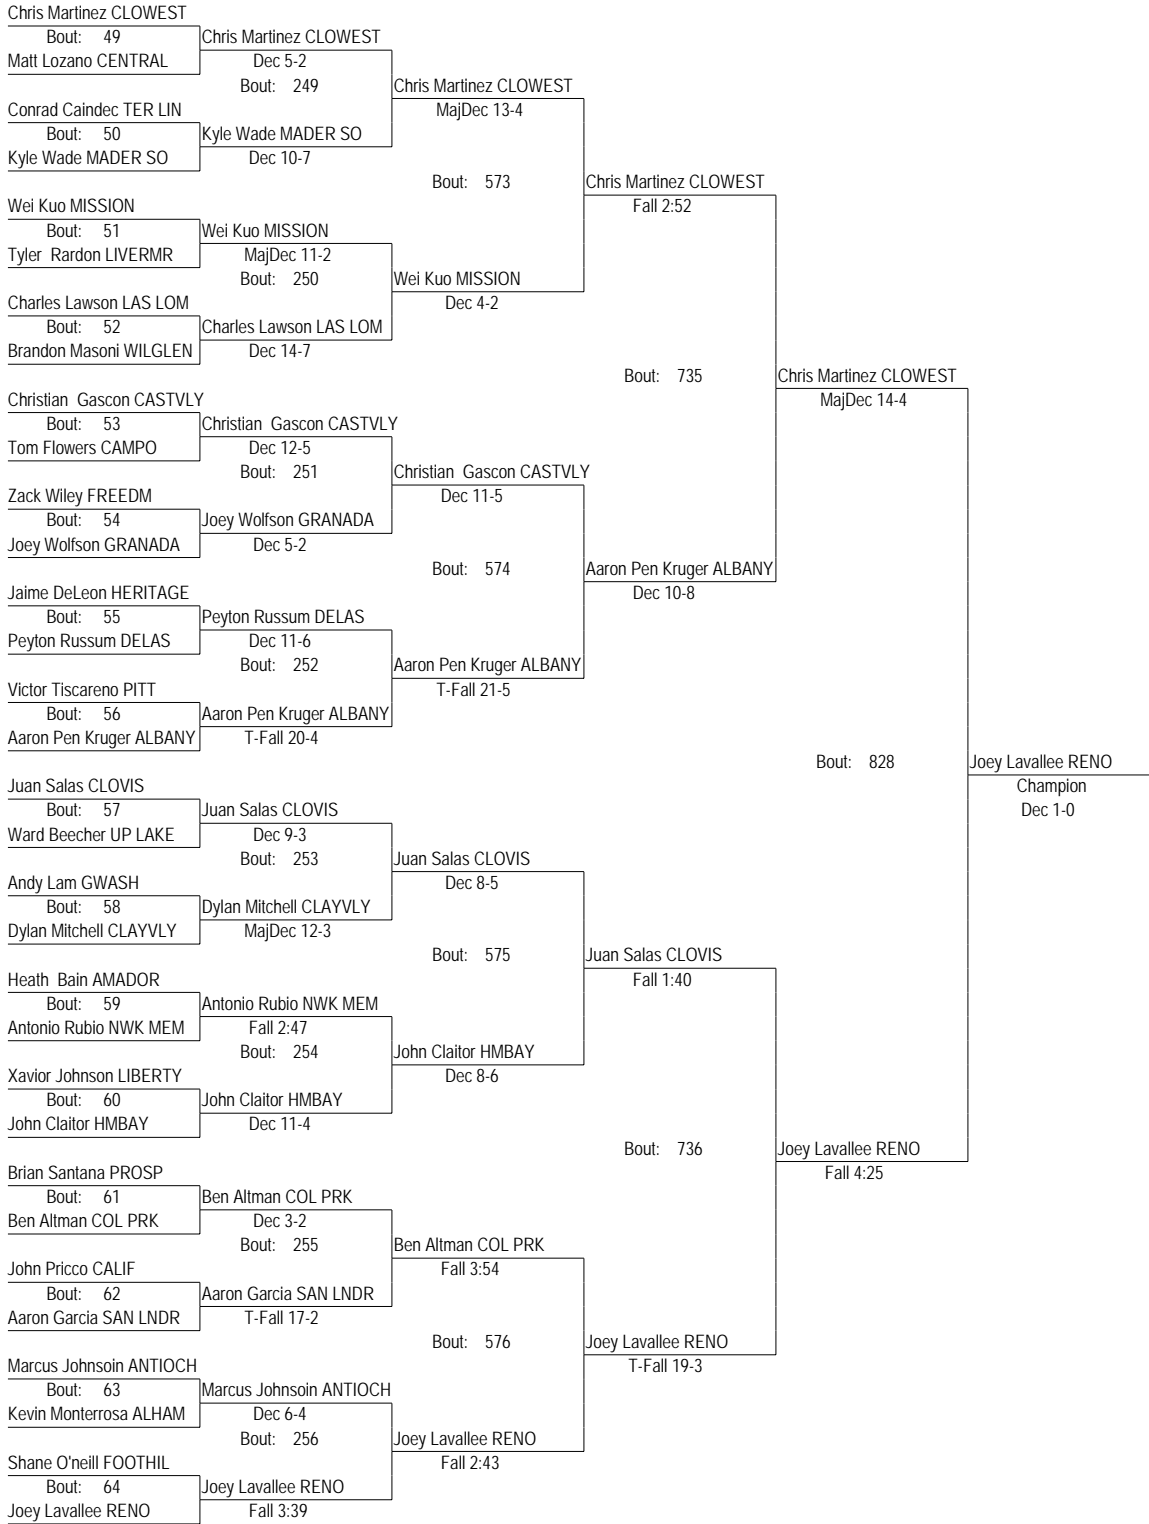 Chris Martinez CLOWEST
Bout: 49
Chris Martinez CLOWEST
Matt Lozano CENTRAL
Dec 5-2
Bout: 249
Chris Martinez CLOWEST
Conrad Caindec TER LIN
MajDec 13-4
Bout: 50
Kyle Wade MADER SO
Kyle Wade MADER SO
Dec 10-7
Bout: 573
Chris Martinez CLOWEST
Wei Kuo MISSION
Fall 2:52
Bout: 51
Wei Kuo MISSION
Tyler  Rardon LIVERMR
MajDec 11-2
Bout: 250
Wei Kuo MISSION
Charles Lawson LAS LOM
Dec 4-2
Bout: 52
Charles Lawson LAS LOM
Brandon Masoni WILGLEN
Dec 14-7
Bout: 735
Chris Martinez CLOWEST
Christian  Gascon CASTVLY
MajDec 14-4
Bout: 53
Christian  Gascon CASTVLY
Tom Flowers CAMPO
Dec 12-5
Bout: 251
Christian  Gascon CASTVLY
Zack Wiley FREEDM
Dec 11-5
Bout: 54
Joey Wolfson GRANADA
Joey Wolfson GRANADA
Dec 5-2
Bout: 574
Aaron Pen Kruger ALBANY
Jaime DeLeon HERITAGE
Dec 10-8
Bout: 55
Peyton Russum DELAS
Peyton Russum DELAS
Dec 11-6
Bout: 252
Aaron Pen Kruger ALBANY
Victor Tiscareno PITT
T-Fall 21-5
Bout: 56
Aaron Pen Kruger ALBANY
Aaron Pen Kruger ALBANY
T-Fall 20-4
Bout: 828
Joey Lavallee RENO
Juan Salas CLOVIS
Champion
Bout: 57
Juan Salas CLOVIS
Dec 1-0
Ward Beecher UP LAKE
Dec 9-3
Bout: 253
Juan Salas CLOVIS
Andy Lam GWASH
Dec 8-5
Bout: 58
Dylan Mitchell CLAYVLY
Dylan Mitchell CLAYVLY
MajDec 12-3
Bout: 575
Juan Salas CLOVIS
Heath  Bain AMADOR
Fall 1:40
Bout: 59
Antonio Rubio NWK MEM
Antonio Rubio NWK MEM
Fall 2:47
Bout: 254
John Claitor HMBAY
Xavior Johnson LIBERTY
Dec 8-6
Bout: 60
John Claitor HMBAY
John Claitor HMBAY
Dec 11-4
Bout: 736
Joey Lavallee RENO
Brian Santana PROSP
Fall 4:25
Bout: 61
Ben Altman COL PRK
Ben Altman COL PRK
Dec 3-2
Bout: 255
Ben Altman COL PRK
John Pricco CALIF
Fall 3:54
Bout: 62
Aaron Garcia SAN LNDR
Aaron Garcia SAN LNDR
T-Fall 17-2
Bout: 576
Joey Lavallee RENO
Marcus Johnsoin ANTIOCH
T-Fall 19-3
Bout: 63
Marcus Johnsoin ANTIOCH
Kevin Monterrosa ALHAM
Dec 6-4
Bout: 256
Joey Lavallee RENO
Shane O'neill FOOTHIL
Fall 2:43
Bout: 64
Joey Lavallee RENO
Joey Lavallee RENO
Fall 3:39